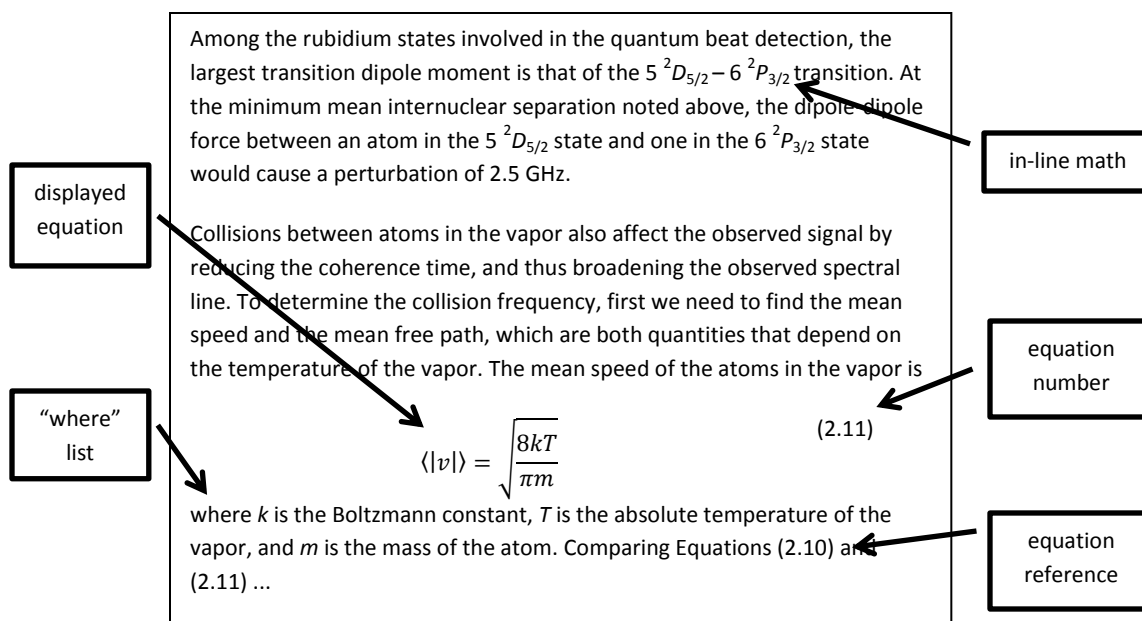 Among the rubidium states involved in the quantum beat detection, the
largest transition dipole moment is that of the 5 ²D₅/₂ – 6 ²P₃/₂ transition. At
the minimum mean internuclear separation noted above, the dipole-dipole
force between an atom in the 5 ²D₅/₂ state and one in the 6 ²P₃/₂ state
would cause a perturbation of 2.5 GHz.
in-line math
displayed
equation
Collisions between atoms in the vapor also affect the observed signal by
reducing the coherence time, and thus broadening the observed spectral
line. To determine the collision frequency, first we need to find the mean
speed and the mean free path, which are both quantities that depend on
the temperature of the vapor. The mean speed of the atoms in the vapor is
equation
number
“where”
list
⟨|v|⟩ = √(8kT/πm) (2.11)
where k is the Boltzmann constant, T is the absolute temperature of the
vapor, and m is the mass of the atom. Comparing Equations (2.10) and
(2.11) ...
equation
reference